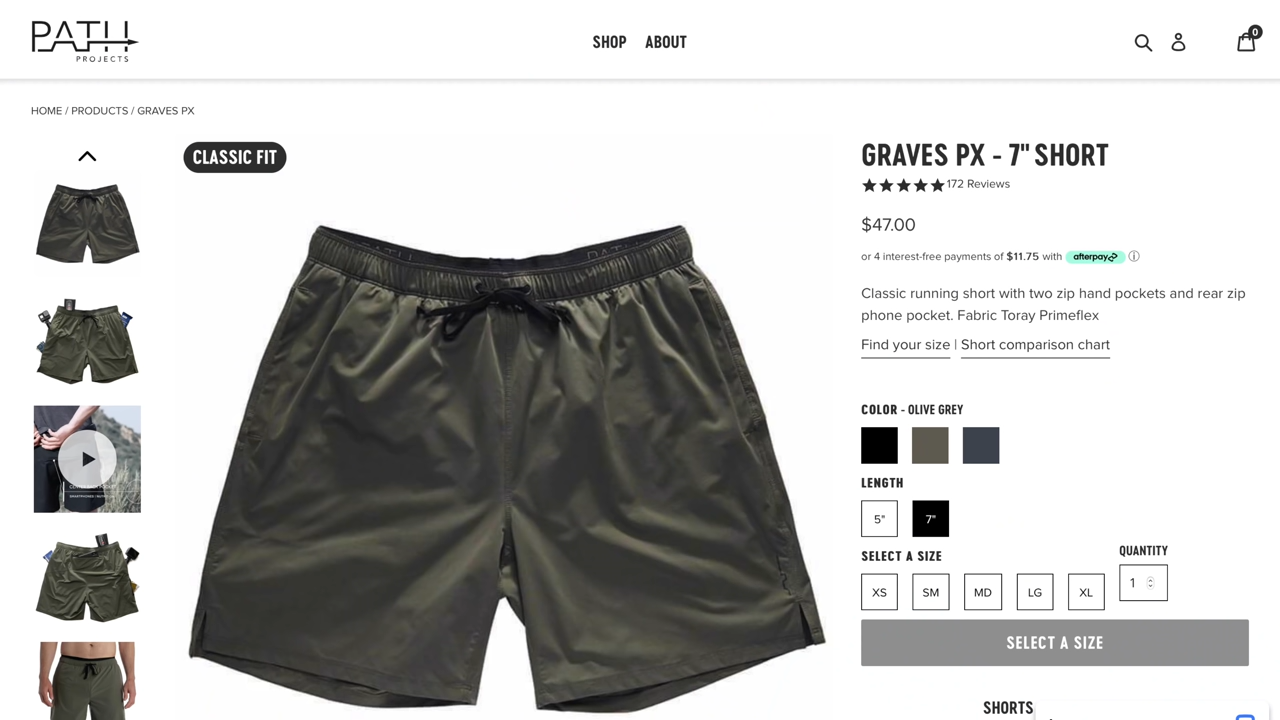 PATH
PROJECTS
SHOP ABOUT
0
HOME / PRODUCTS / GRAVES PX
CLASSIC FIT
PATH PATH
GRAVES PX - 7" SHORT
172 Reviews
$47.00
or 4 interest-free payments of $11.75 with afterpay
Classic running short with two zip hand pockets and rear zip
phone pocket. Fabric Toray Primeflex
Find your size | Short comparison chart
COLOR - OLIVE GREY
LENGTH
5" 7"
SELECT A SIZE
QUANTITY
XS SM MD LG XL
1
SELECT A SIZE
SHORTS